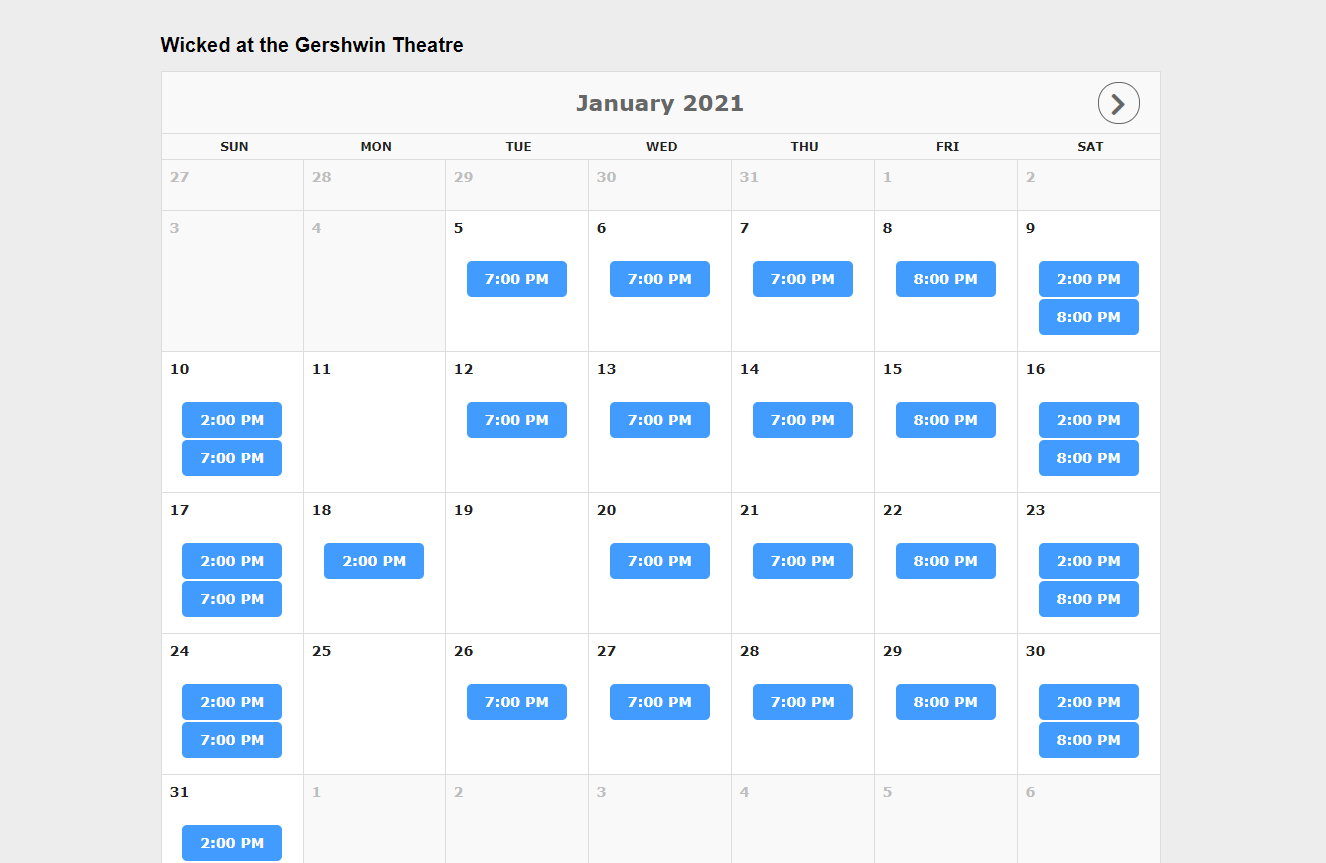 Wicked at the Gershwin Theatre
January 2021
SUN MON TUE WED THU FRI SAT
27 28 29 30 31 1 2
3 4 5 6 7 8 9
7:00 PM 7:00 PM 7:00 PM 8:00 PM 2:00 PM
8:00 PM
10 11 12 13 14 15 16
2:00 PM 7:00 PM 7:00 PM 7:00 PM 8:00 PM 2:00 PM
7:00 PM 8:00 PM
17 18 19 20 21 22 23
2:00 PM 2:00 PM 7:00 PM 7:00 PM 8:00 PM 2:00 PM
7:00 PM 8:00 PM
24 25 26 27 28 29 30
2:00 PM 7:00 PM 7:00 PM 7:00 PM 8:00 PM 2:00 PM
7:00 PM 8:00 PM
31 1 2 3 4 5 6
2:00 PM